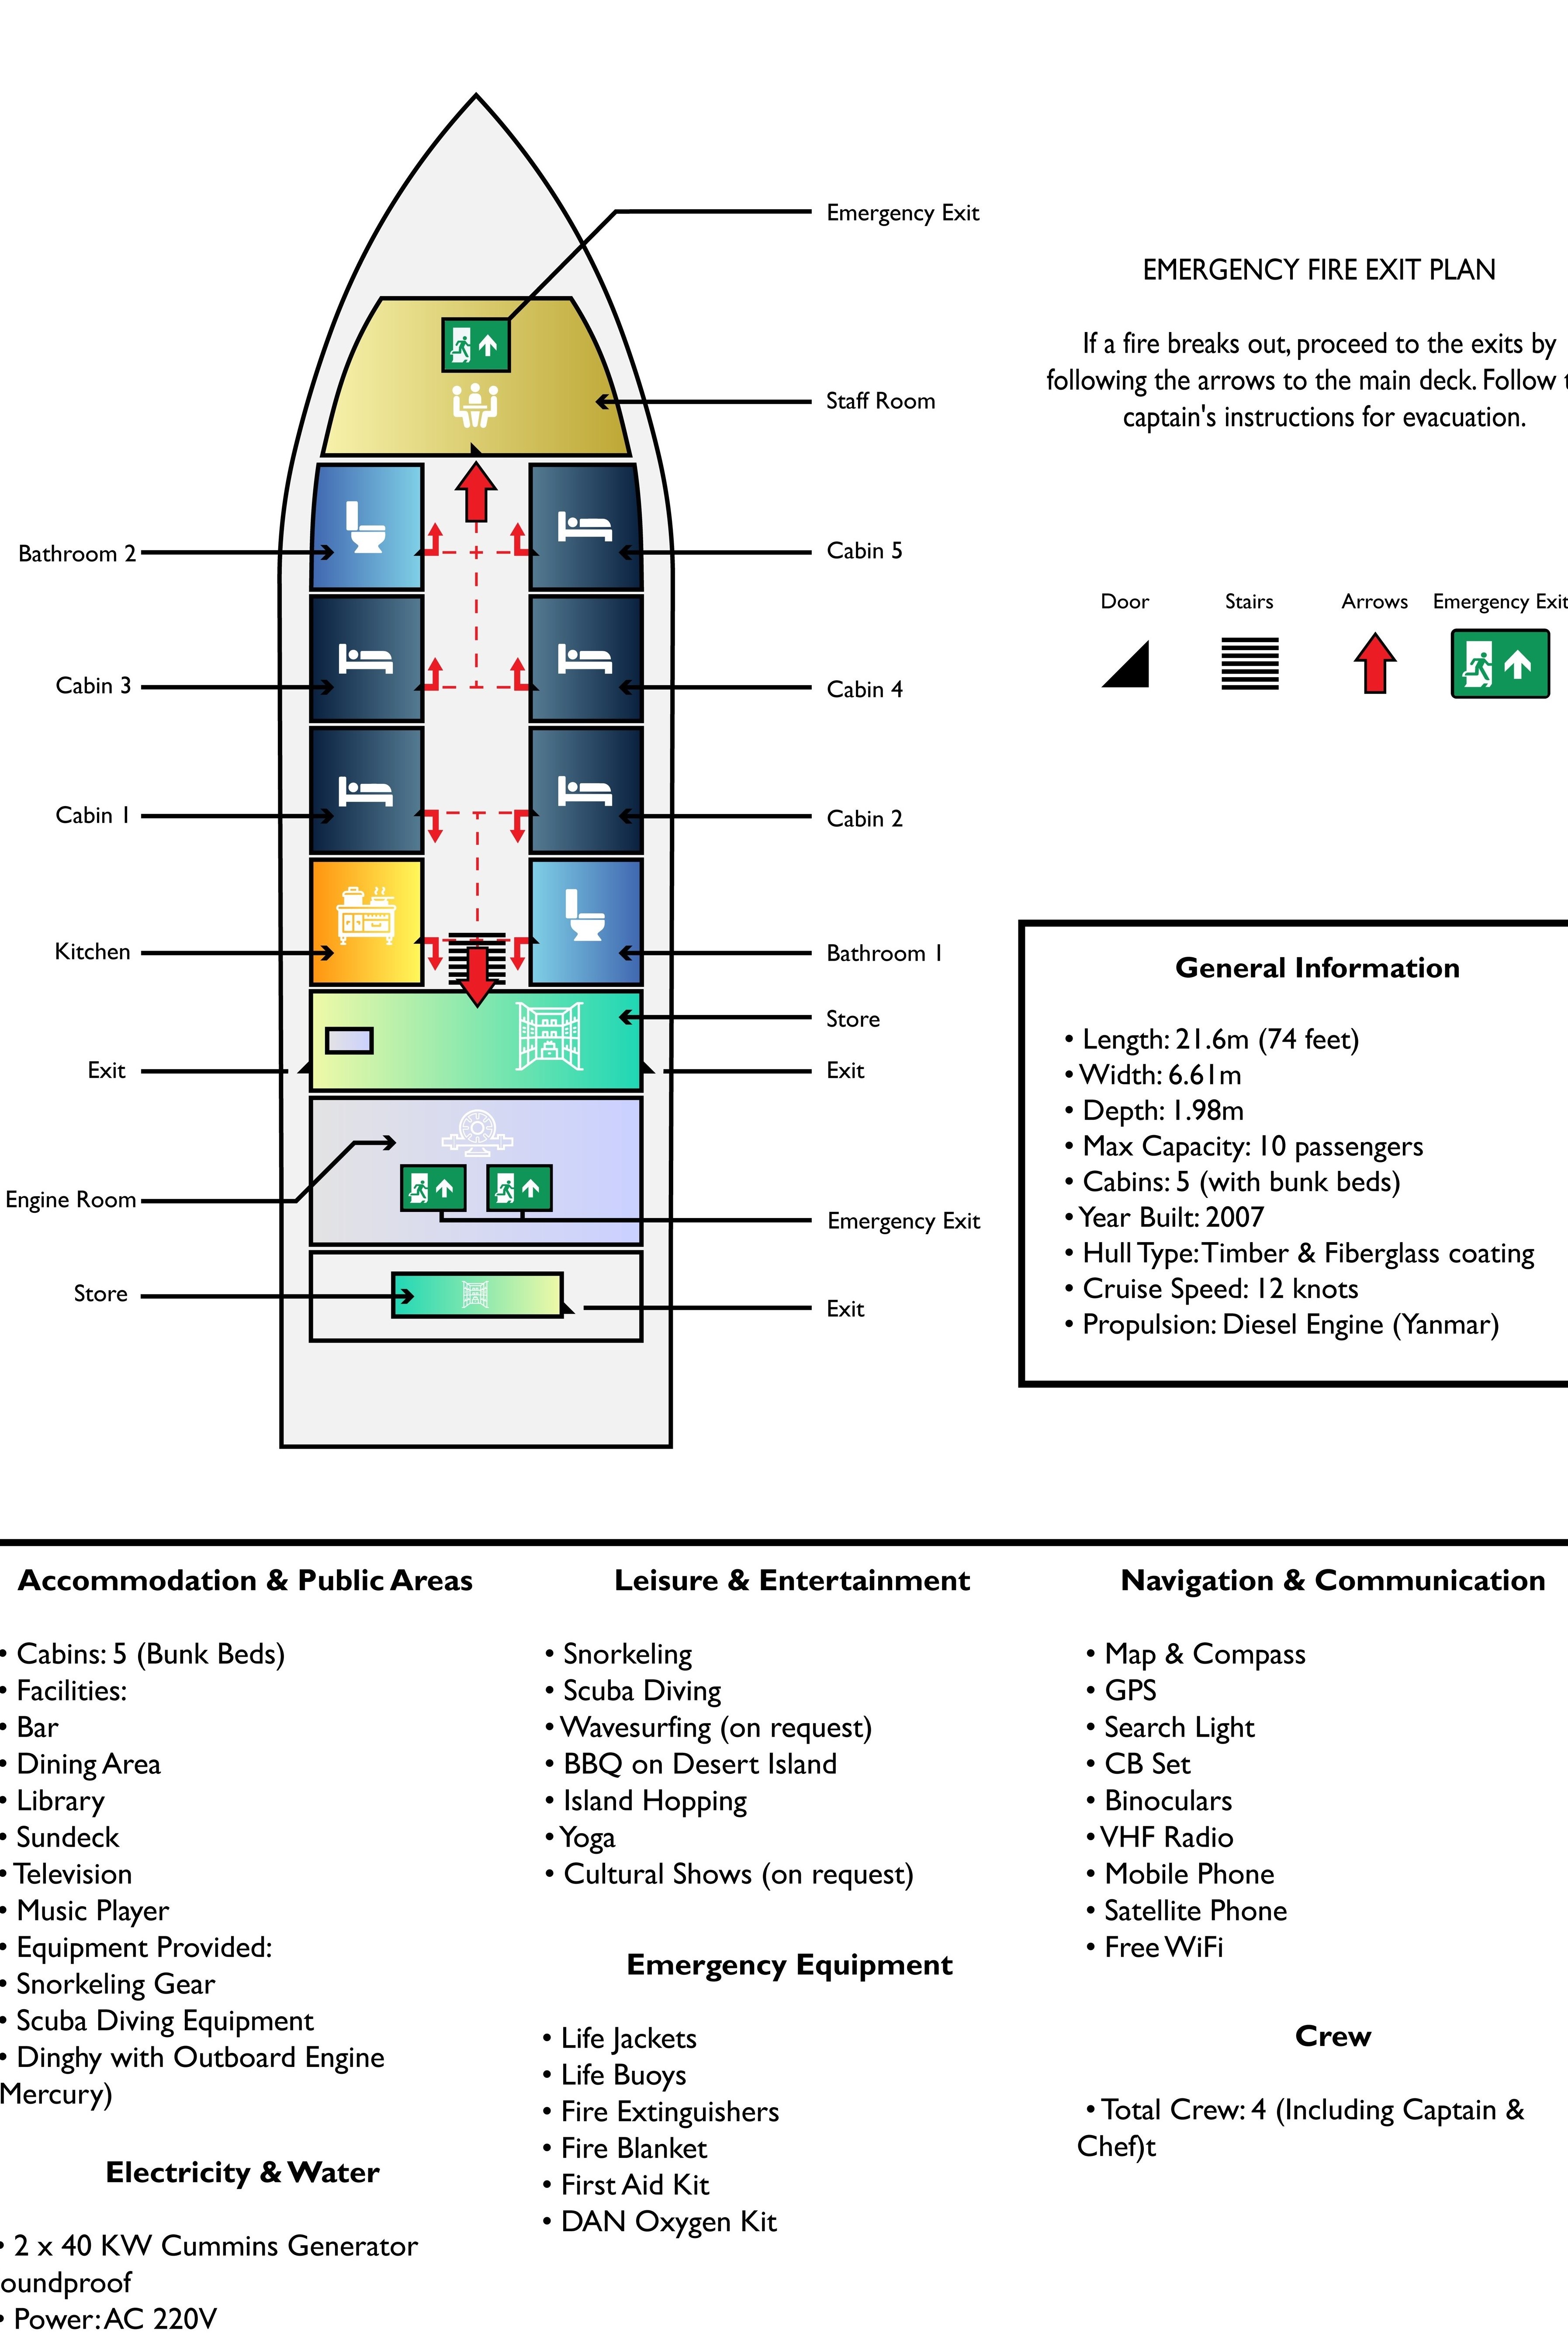 Emergency Exit
Staff Room
Bathroom 2
Cabin 5
Cabin 3
Cabin 4
Cabin 1
Cabin 2
Kitchen
Bathroom 1
Store
Exit
Exit
Engine Room
Emergency Exit
Store
Exit
EMERGENCY FIRE EXIT PLAN
If a fire breaks out, proceed to the exits by
following the arrows to the main deck. Follow
captain's instructions for evacuation.
Door
Stairs
Arrows
Emergency Exit
General Information
• Length: 21.6m (74 feet)
• Width: 6.61m
• Depth: 1.98m
• Max Capacity: 10 passengers
• Cabins: 5 (with bunk beds)
• Year Built: 2007
• Hull Type: Timber & Fiberglass coating
• Cruise Speed: 12 knots
• Propulsion: Diesel Engine (Yanmar)
Accommodation & Public Areas
• Cabins: 5 (Bunk Beds)
• Facilities:
• Bar
• Dining Area
• Library
• Sundeck
• Television
• Music Player
• Equipment Provided:
• Snorkeling Gear
• Scuba Diving Equipment
• Dinghy with Outboard Engine
Mercury)
Electricity & Water
• 2 x 40 KW Cummins Generator
oundproof
• Power: AC 220V
Leisure & Entertainment
• Snorkeling
• Scuba Diving
• Wavesurfing (on request)
• BBQ on Desert Island
• Island Hopping
• Yoga
• Cultural Shows (on request)
Emergency Equipment
• Life Jackets
• Life Buoys
• Fire Extinguishers
• Fire Blanket
• First Aid Kit
• DAN Oxygen Kit
Navigation & Communication
• Map & Compass
• GPS
• Search Light
• CB Set
• Binoculars
• VHF Radio
• Mobile Phone
• Satellite Phone
• Free WiFi
Crew
• Total Crew: 4 (Including Captain &
Chef)t